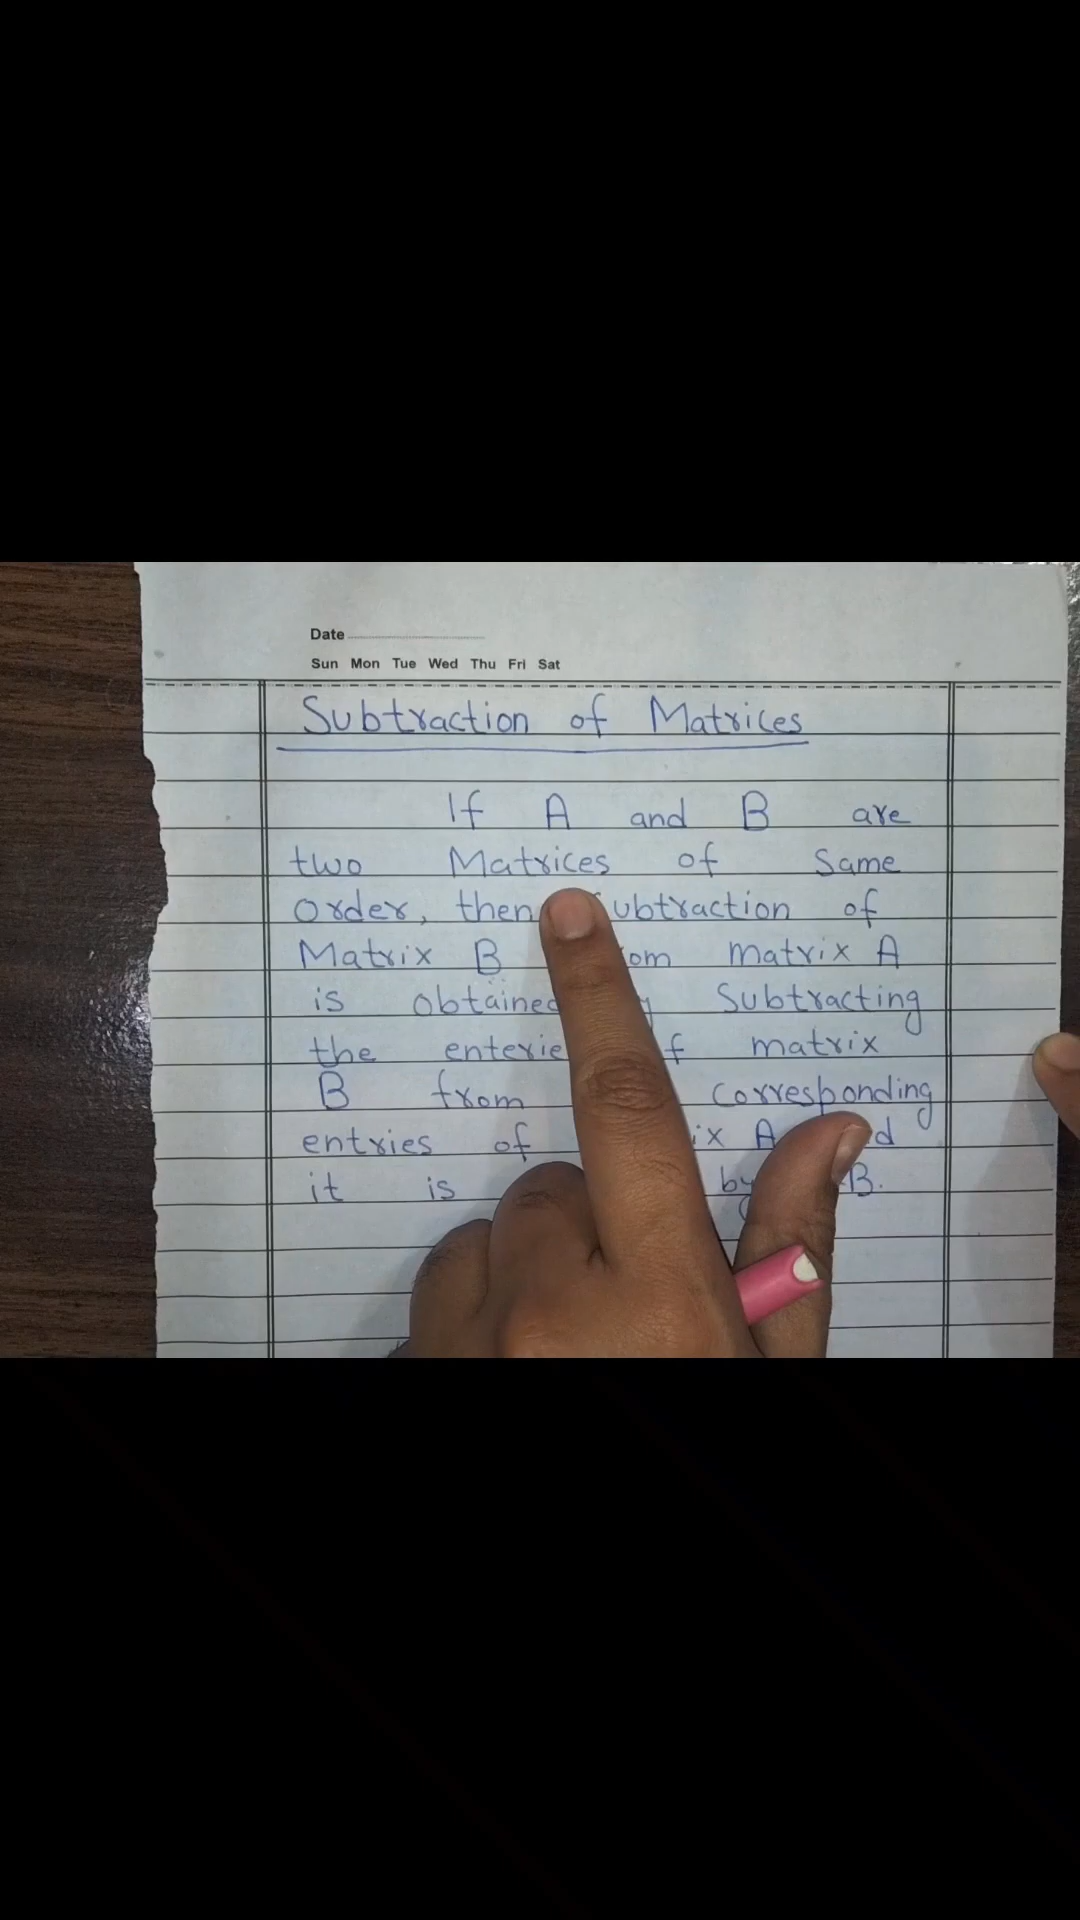 Date
Sun Mon Tue Wed Thu Fri Sat
Subtraction of Matrices
If A and B are
two Matrices of Same
Order, then ubtraction of
Matrix B om matrix A
is obtained Subtracting
the enterie f matrix
B from corresponding
entries of ix A d
it is by B.